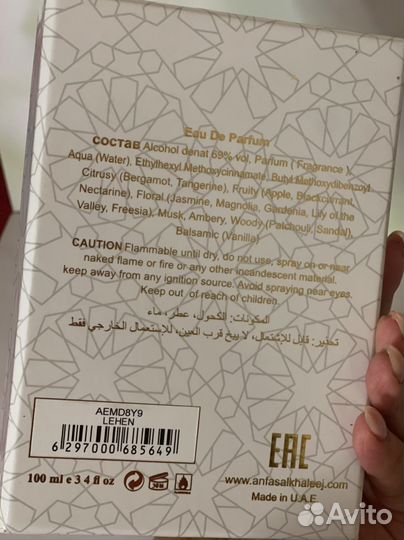 Eau De Parfum
состав Alcohol denat 69% vol, Parfum ( Fragrance ),
Aqua (Water), Ethylhexyl Methoxycinnamate, Butyl Methoxydibenzoyl
Citrusy (Bergamot, Tangerine), Fruity (Apple, Blackcurrant,
Nectarine), Floral (Jasmine, Magnolia, Gardenia, Lily of the
Valley, Freesia), Musk, Ambery, Woody (Patchouli, Sandal),
Balsamic (Vanille)
CAUTION Flammable until dry, do not use, spray on or near
naked flame or fire or any other incandescent material.
keep away from any ignition source. Avoid spraying near eyes.
Keep out of reach of children.
المكونات: الكحول، عطر، ماء
تحذير: قابل للإشتمال، لا يبخ قرب العين، للإستعمال الخارجي فقط
AEMD8Y9
LEHEN
6 297000 685649
100 ml e 3 4 fl oz
EAC
www.anfasalkhaleej.com
Made in U.A.E.
Avito